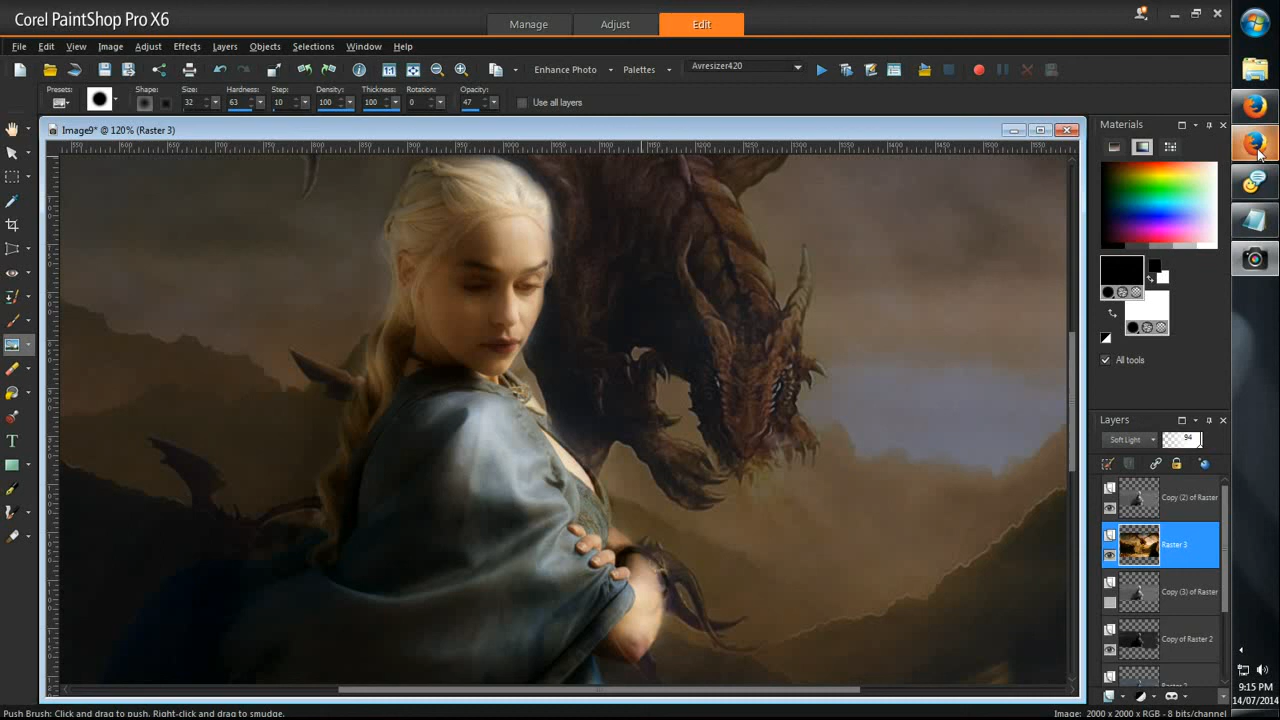 Corel PaintShop Pro X6
Manage Adjust Edit
File Edit View Image Adjust Effects Layers Objects Selections Window Help
Enhance Photo Palettes Avresizer420
Presets: Shape: Size: Hardness: Step: Density: Thickness: Rotation: Opacity:
32 63 10 100 100 0 47 Use all layers
Image9* @ 120% (Raster 3)
Materials
All tools
Layers
Soft Light 94
Copy (2) of Raster
Raster 3
Copy (3) of Raster
Copy of Raster 2
9:15 PM
14/07/2014
Push Brush: Click and drag to push. Right-click and drag to smudge.
Image: 2000 x 2000 x RGB - 8 bits/channel